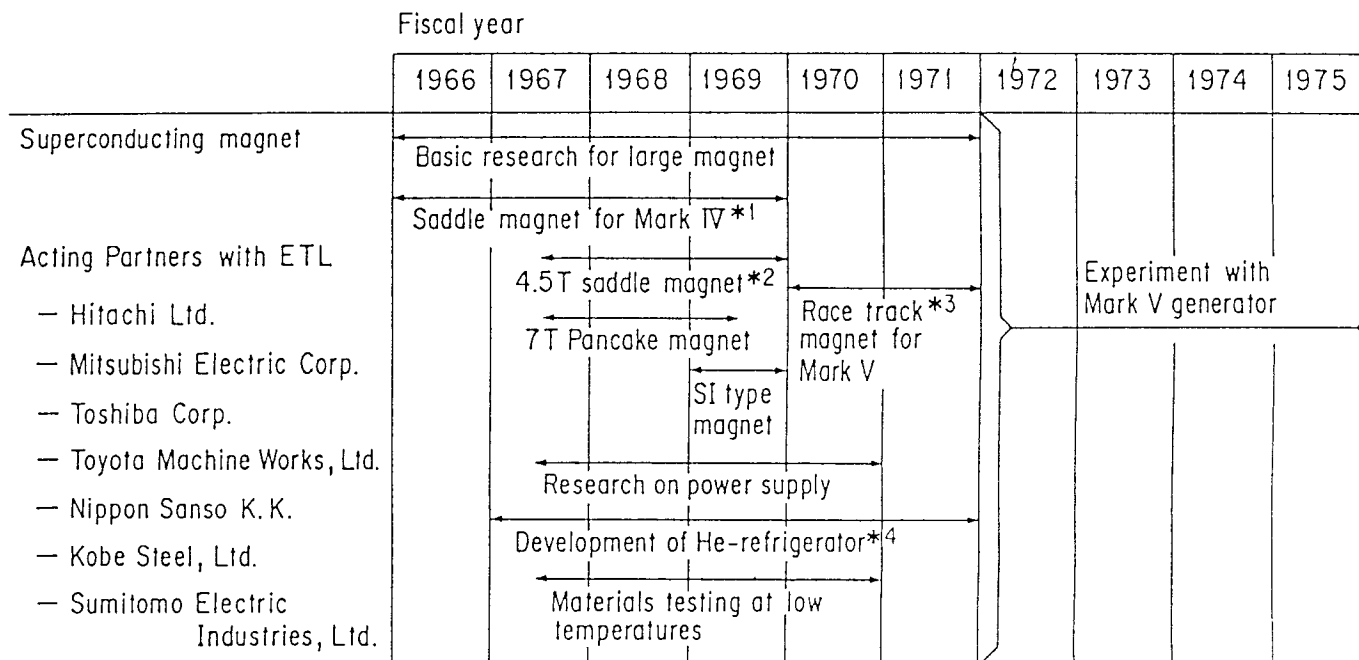 Fiscal year
1966 1967 1968 1969 1970 1971 1972 1973 1974 1975
Superconducting magnet
Basic research for large magnet
Saddle magnet for Mark IV*1
Acting Partners with ETL
4.5T saddle magnet*2
— Hitachi Ltd.
7T Pancake magnet
Race track*3
magnet for
Mark V
Experiment with
Mark V generator
— Mitsubishi Electric Corp.
SI type
magnet
— Toshiba Corp.
— Toyota Machine Works, Ltd.
Research on power supply
— Nippon Sanso K.K.
Development of He-refrigerator*4
— Kobe Steel, Ltd.
— Sumitomo Electric
Industries, Ltd.
Materials testing at low
temperatures